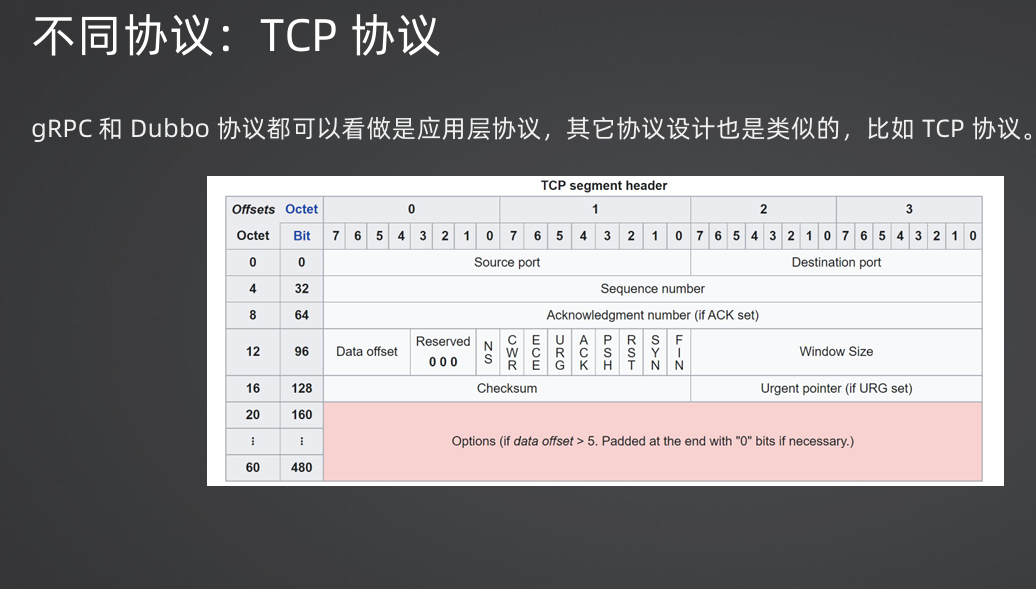 不同协议：TCP 协议
gRPC 和 Dubbo 协议都可以看做是应用层协议，其它协议设计也是类似的，比如 TCP 协议。
TCP segment header
Offsets Octet 0 1 2 3
Octet Bit 7 6 5 4 3 2 1 0 7 6 5 4 3 2 1 0 7 6 5 4 3 2 1 0 7 6 5 4 3 2 1 0
0 0 Source port Destination port
4 32 Sequence number
8 64 Acknowledgment number (if ACK set)
12 96 Data offset Reserved 0 0 0 NS CWR ECE URG ACK PSH RST SYN FIN Window Size
16 128 Checksum Urgent pointer (if URG set)
20 160
⋮ ⋮ Options (if data offset > 5. Padded at the end with "0" bits if necessary.)
60 480